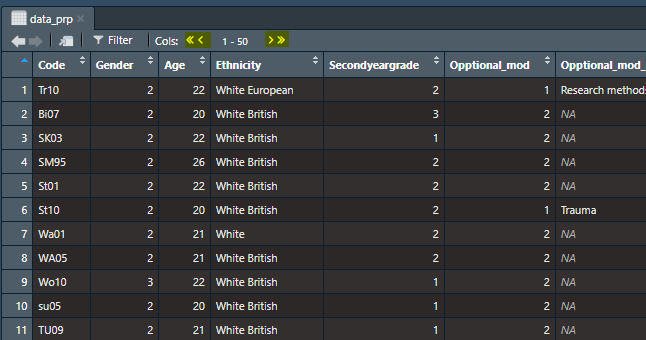 data_prp ×
Filter Cols: 1 - 50
Code Gender Age Ethnicity Secondyeargrade Opptional_mod Opptional_mod_
1 Tr10 2 22 White European 2 1 Research methods
2 Bi07 2 20 White British 3 2 NA
3 SK03 2 22 White British 1 2 NA
4 SM95 2 26 White British 2 2 NA
5 St01 2 22 White British 2 2 NA
6 St10 2 20 White British 2 1 Trauma
7 Wa01 2 21 White 2 2 NA
8 WA05 2 21 White British 2 2 NA
9 Wo10 3 22 White British 1 2 NA
10 su05 2 20 White British 1 2 NA
11 TU09 2 21 White British 1 2 NA